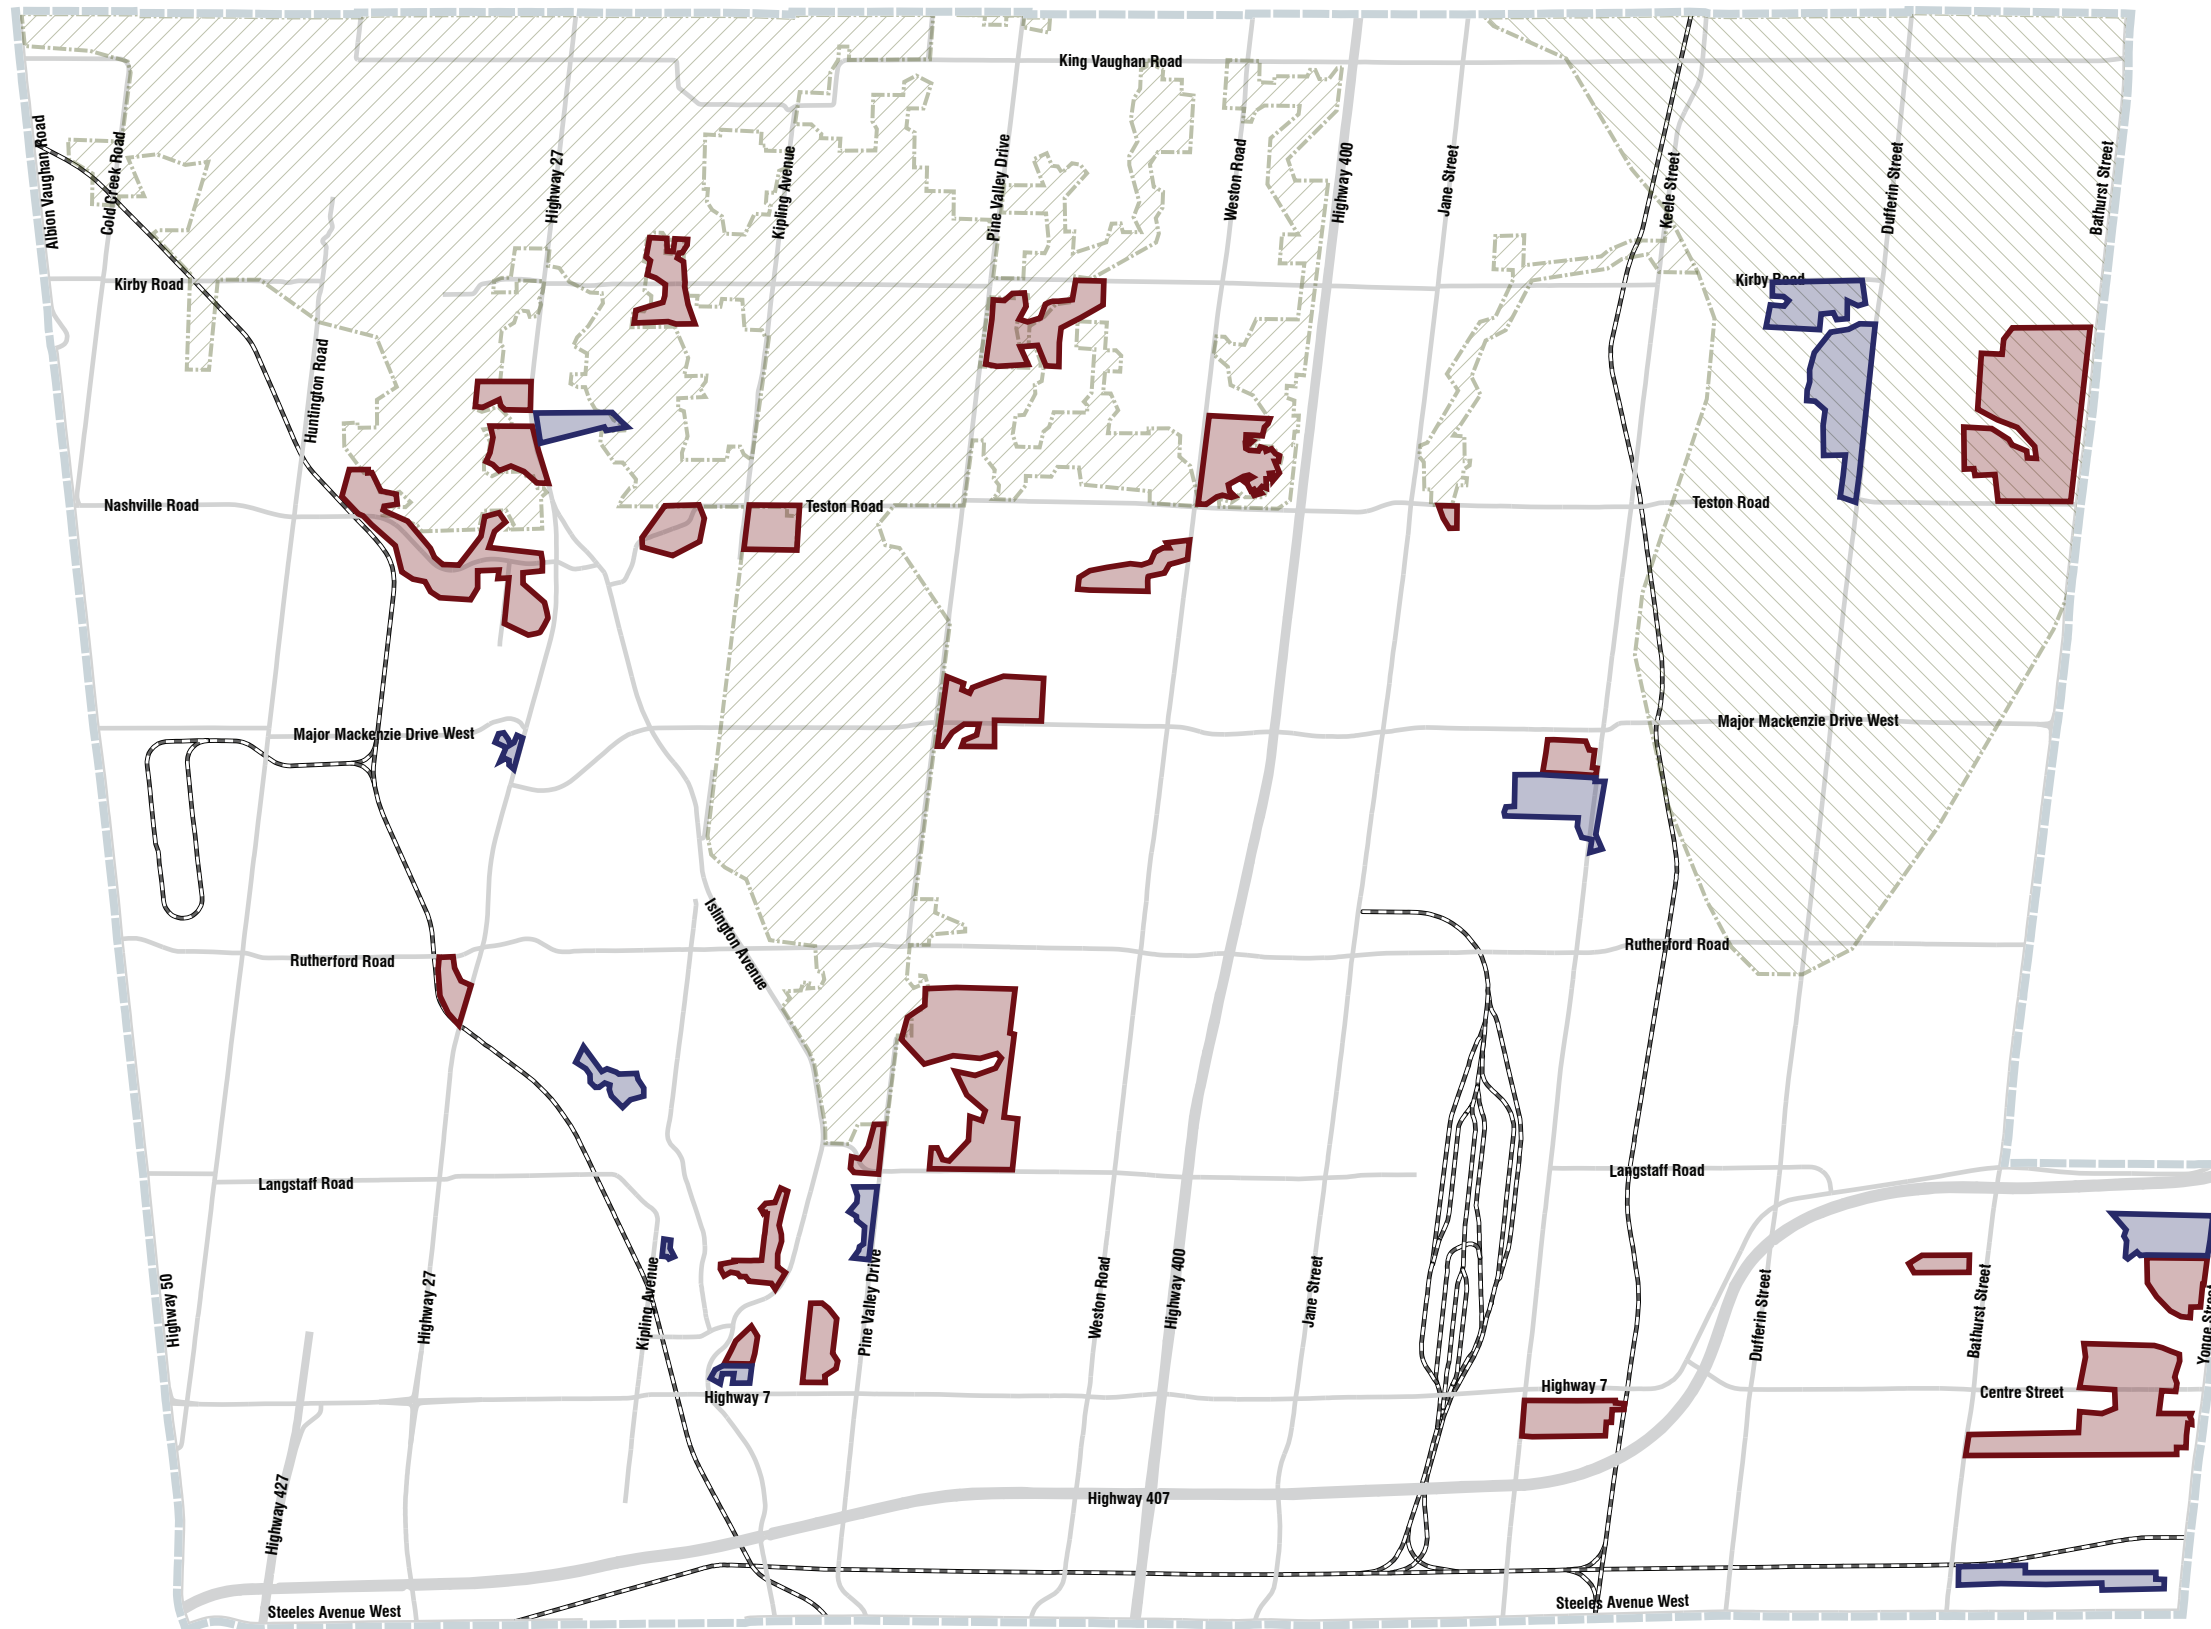 King Vaughan Road
Albion Vaughan Road
Cold Creek Road
Highway 27
Kipling Avenue
Pine Valley Drive
Weston Road
Highway 400
Jane Street
Keele Street
Dufferin Street
Bathurst Street
Kirby Road
Kirby Road
Huntington Road
Nashville Road
Teston Road
Teston Road
Major Mackenzie Drive West
Major Mackenzie Drive West
Islington Avenue
Rutherford Road
Rutherford Road
Langstaff Road
Langstaff Road
Highway 50
Highway 27
Kipling Avenue
Pine Valley Drive
Weston Road
Highway 400
Jane Street
Dufferin Street
Bathurst Street
Yonge Street
Highway 7
Highway 7
Centre Street
Highway 427
Highway 407
Steeles Avenue West
Steeles Avenue West